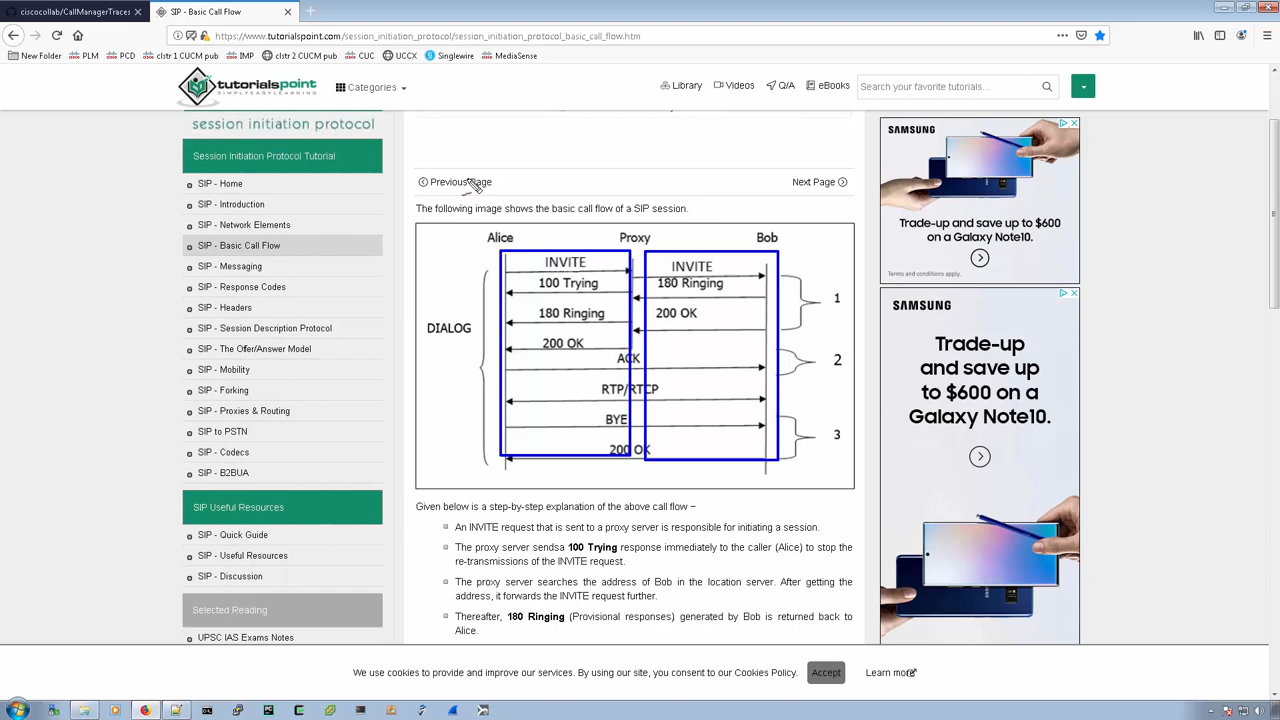 ciscocollab/CallManagerTraces
SIP - Basic Call Flow
https://www.tutorialspoint.com/session_initiation_protocol/session_initiation_protocol_basic_call_flow.htm
New Folder PLM PCD clstr 1 CUCM pub IMP clstr 2 CUCM pub CUC UCCX Singlewire MediaSense
tutorialspoint
SIMPLYEASYLEARNING
Categories
Library Videos Q/A eBooks
Search your favorite tutorials...
session initiation protocol
Session Initiation Protocol Tutorial
SIP - Home
SIP - Introduction
SIP - Network Elements
SIP - Basic Call Flow
SIP - Messaging
SIP - Response Codes
SIP - Headers
SIP - Session Description Protocol
SIP - The Offer/Answer Model
SIP - Mobility
SIP - Forking
SIP - Proxies & Routing
SIP to PSTN
SIP - Codecs
SIP - B2BUA
SIP Useful Resources
SIP - Quick Guide
SIP - Useful Resources
SIP - Discussion
Selected Reading
UPSC IAS Exams Notes
Previous Page
Next Page
The following image shows the basic call flow of a SIP session.
Alice Proxy Bob
INVITE INVITE
100 Trying 180 Ringing
1
180 Ringing 200 OK
DIALOG
200 OK
ACK
2
RTP/RTCP
BYE
3
200 OK
Given below is a step-by-step explanation of the above call flow −
An INVITE request that is sent to a proxy server is responsible for initiating a session.
The proxy server sendsa 100 Trying response immediately to the caller (Alice) to stop the
re-transmissions of the INVITE request.
The proxy server searches the address of Bob in the location server. After getting the
address, it forwards the INVITE request further.
Thereafter, 180 Ringing (Provisional responses) generated by Bob is returned back to
Alice.
SAMSUNG
Trade-up and save up to $600
on a Galaxy Note10.
Terms and conditions apply.
SAMSUNG
Trade-up
and save up
to $600 on a
Galaxy Note10.
We use cookies to provide and improve our services. By using our site, you consent to our Cookies Policy.
Accept
Learn more